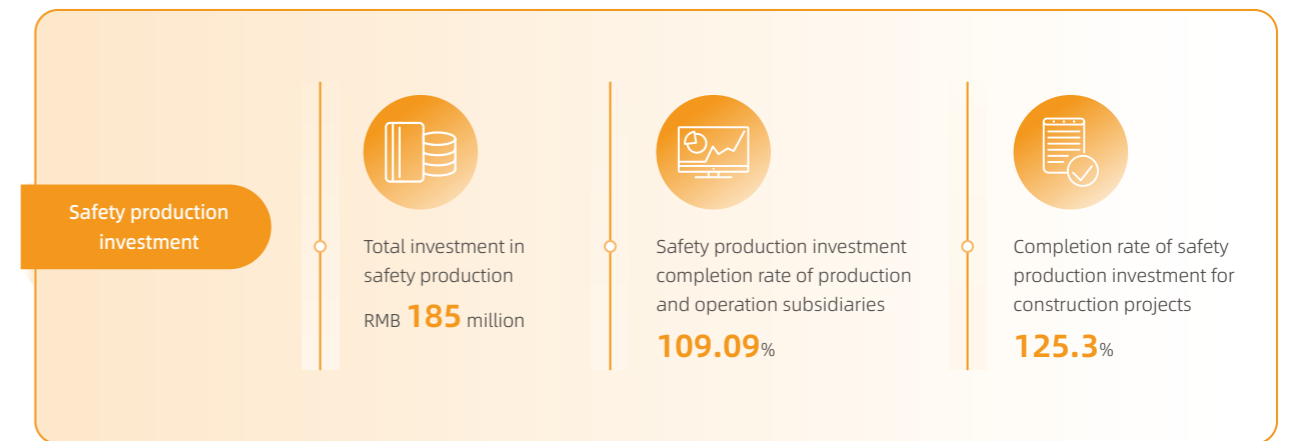 Safety production
investment
Total investment in
safety production
RMB 185 million
Safety production investment
completion rate of production
and operation subsidiaries
109.09%
Completion rate of safety
production investment for
construction projects
125.3%